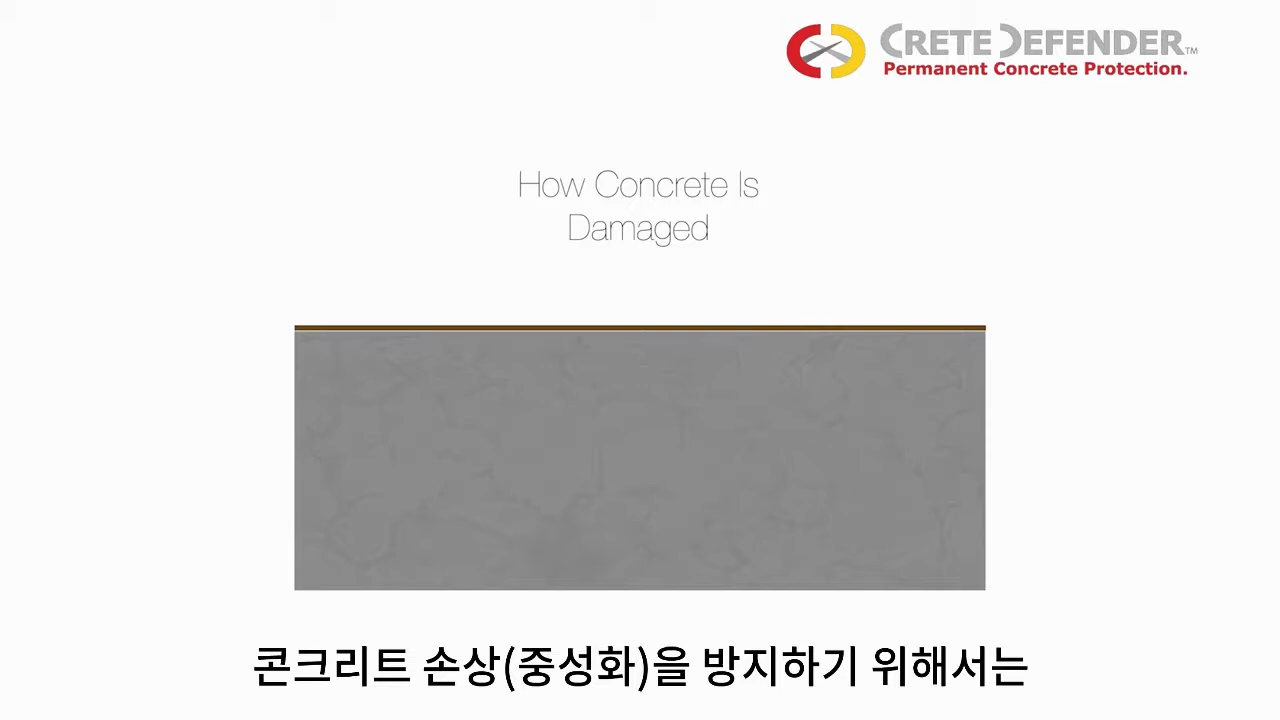 CRETE DEFENDER™
Permanent Concrete Protection.
How Concrete Is
Damaged
콘크리트 손상(중성화)을 방지하기 위해서는